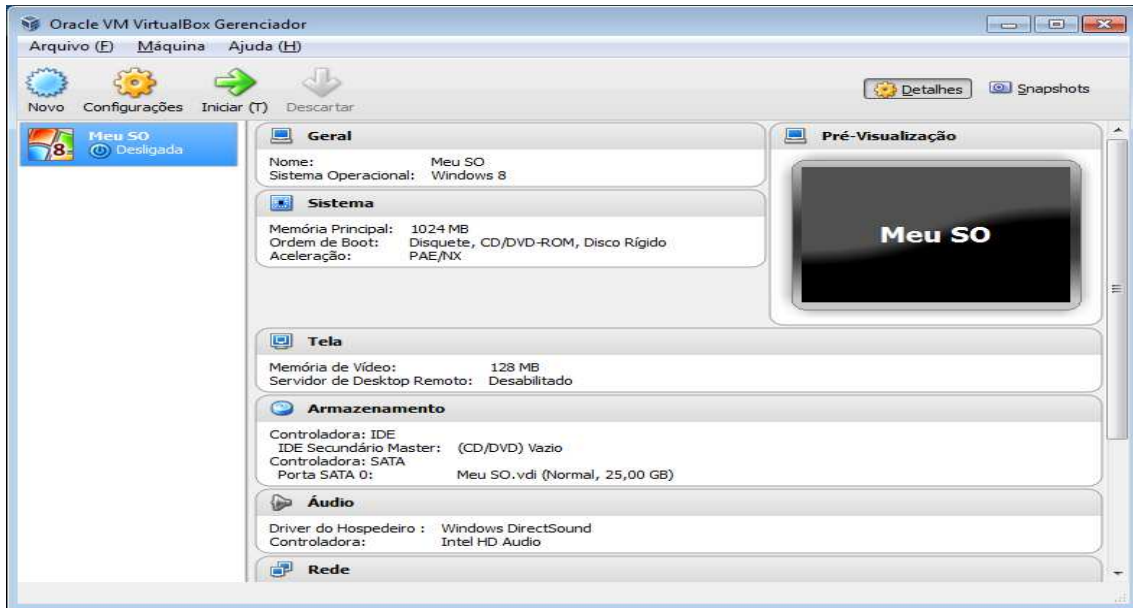 Oracle VM VirtualBox Gerenciador
Arquivo (F) Máquina Ajuda (H)
Novo Configurações Iniciar (T) Descartar
Detalhes Snapshots
8
Meu SO
Desligada
Geral
Nome: Meu SO
Sistema Operacional: Windows 8
Pré-Visualização
Meu SO
Sistema
Memória Principal: 1024 MB
Ordem de Boot: Disquete, CD/DVD-ROM, Disco Rígido
Aceleração: PAE/NX
Tela
Memória de Vídeo: 128 MB
Servidor de Desktop Remoto: Desabilitado
Armazenamento
Controladora: IDE
IDE Secundário Master: (CD/DVD) Vazio
Controladora: SATA
Porta SATA 0: Meu SO.vdi (Normal, 25,00 GB)
Áudio
Driver do Hospedeiro : Windows DirectSound
Controladora: Intel HD Audio
Rede